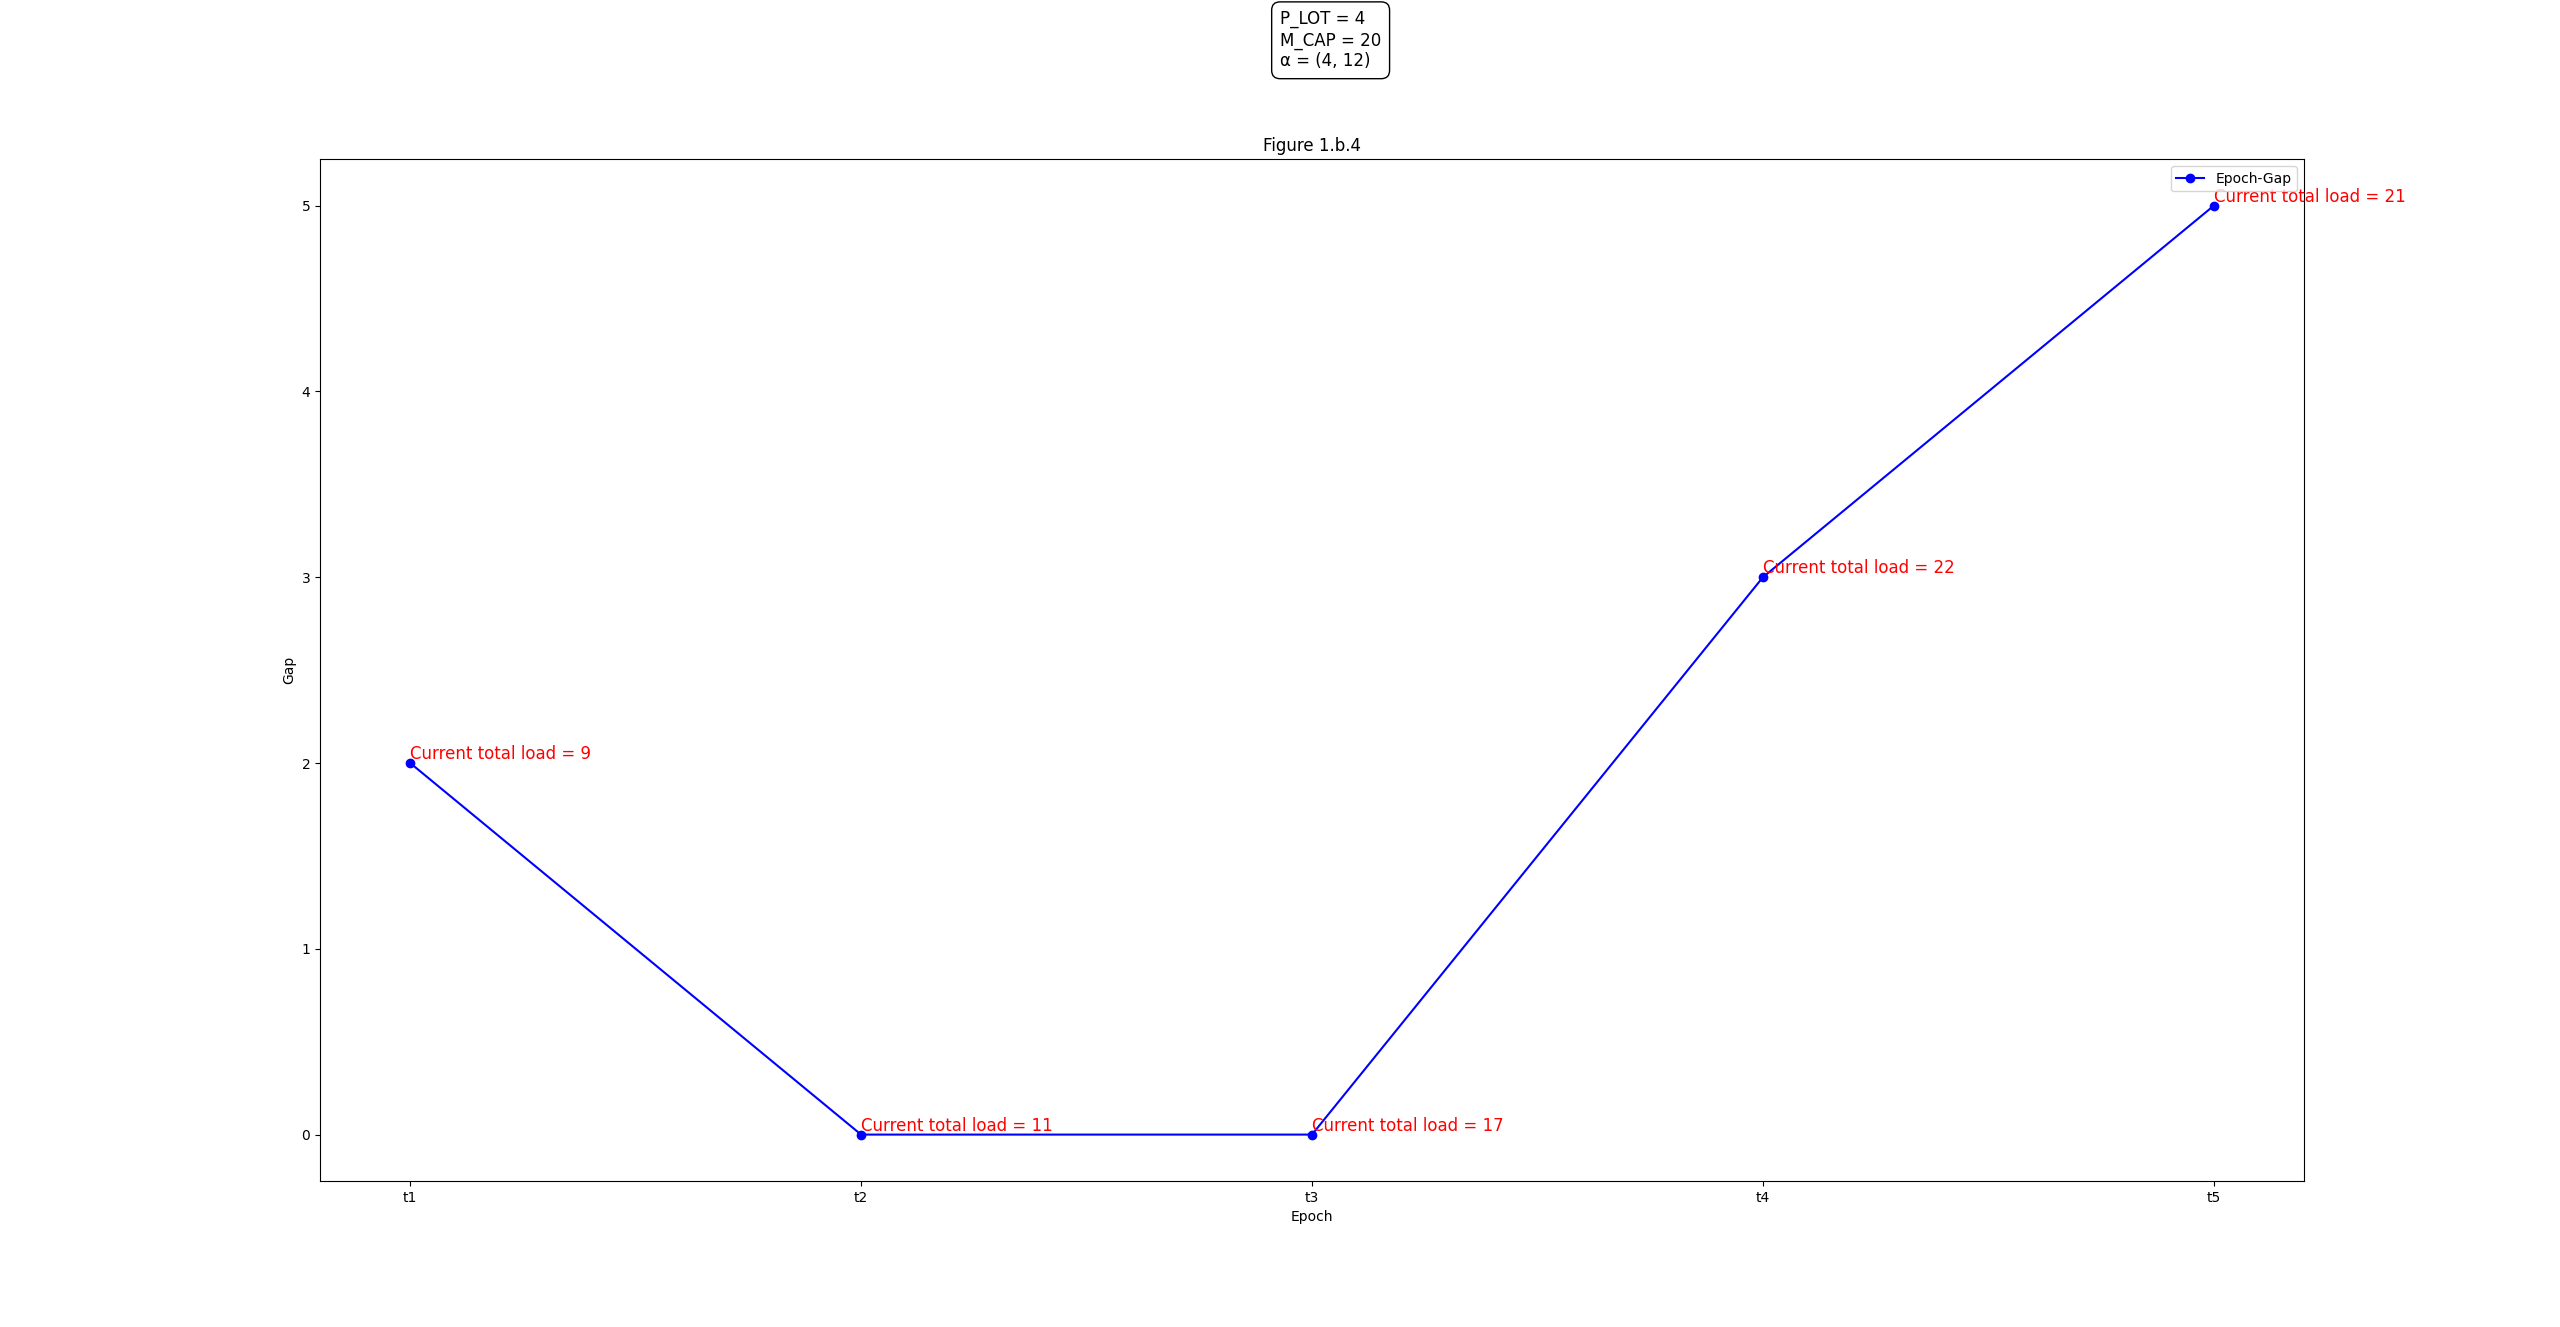 P_LOT = 4
M_CAP = 20
α = (4, 12)
Figure 1.b.4
Epoch-Gap
Current total load = 21
5
4
3
Current total load = 22
Gap
2
Current total load = 9
1
0
Current total load = 11
Current total load = 17
t1
t2
t3
t4
t5
Epoch